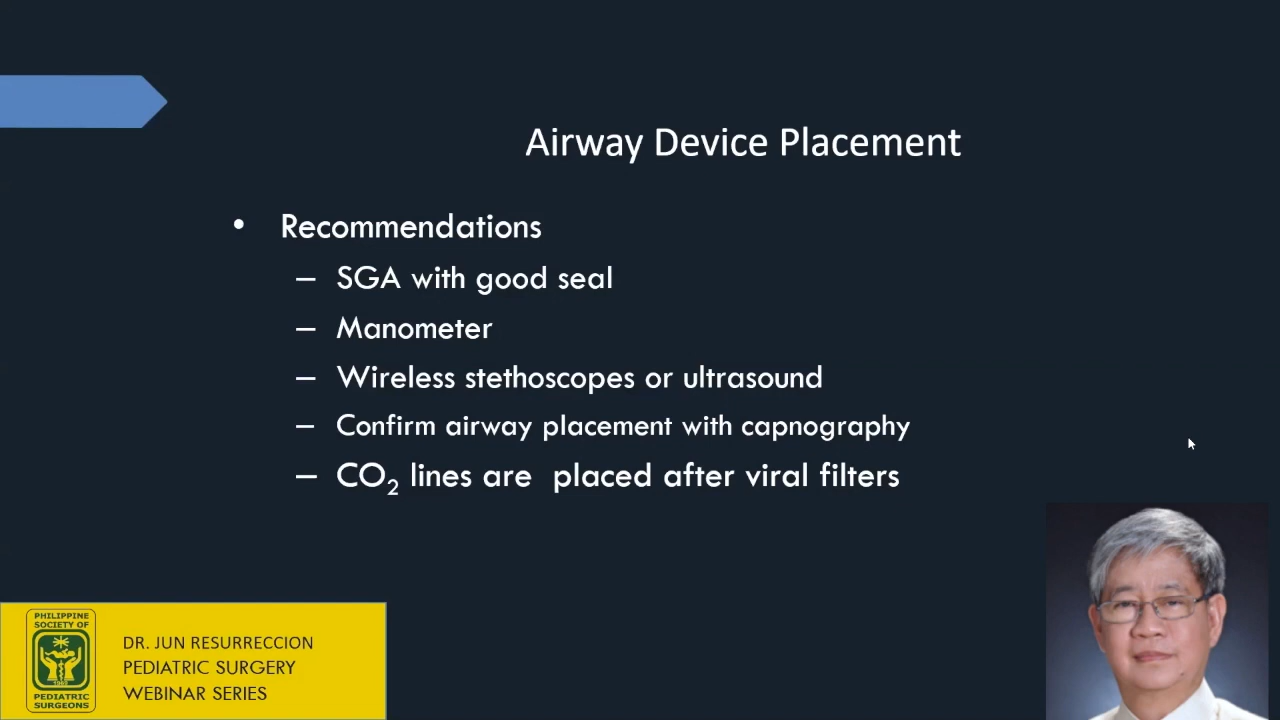 Airway Device Placement
• Recommendations
– SGA with good seal
– Manometer
– Wireless stethoscopes or ultrasound
– Confirm airway placement with capnography
– CO₂ lines are  placed after viral filters
PHILIPPINE
SOCIETY OF
1965
PEDIATRIC
SURGEONS
DR. JUN RESURRECCION
PEDIATRIC SURGERY
WEBINAR SERIES